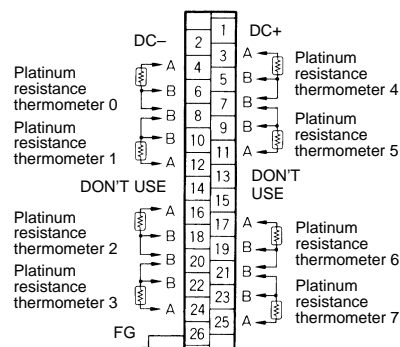 1
DC–
DC+
2
3
A
A
4
Platinum
resistance
thermometer 0
Platinum
resistance
thermometer 4
5
B
B
6
7
B
B
B
B
8
Platinum
resistance
thermometer 1
Platinum
resistance
thermometer 5
9
B
B
10
11
A
A
12
13
DON'T USE
DON'T
USE
14
15
A
16
17
A
Platinum
resistance
thermometer 2
Platinum
resistance
thermometer 6
B
18
19
B
B
20
21
B
B
B
22
Platinum
resistance
thermometer 3
Platinum
resistance
thermometer 7
B
23
B
24
A
25
A
FG
26